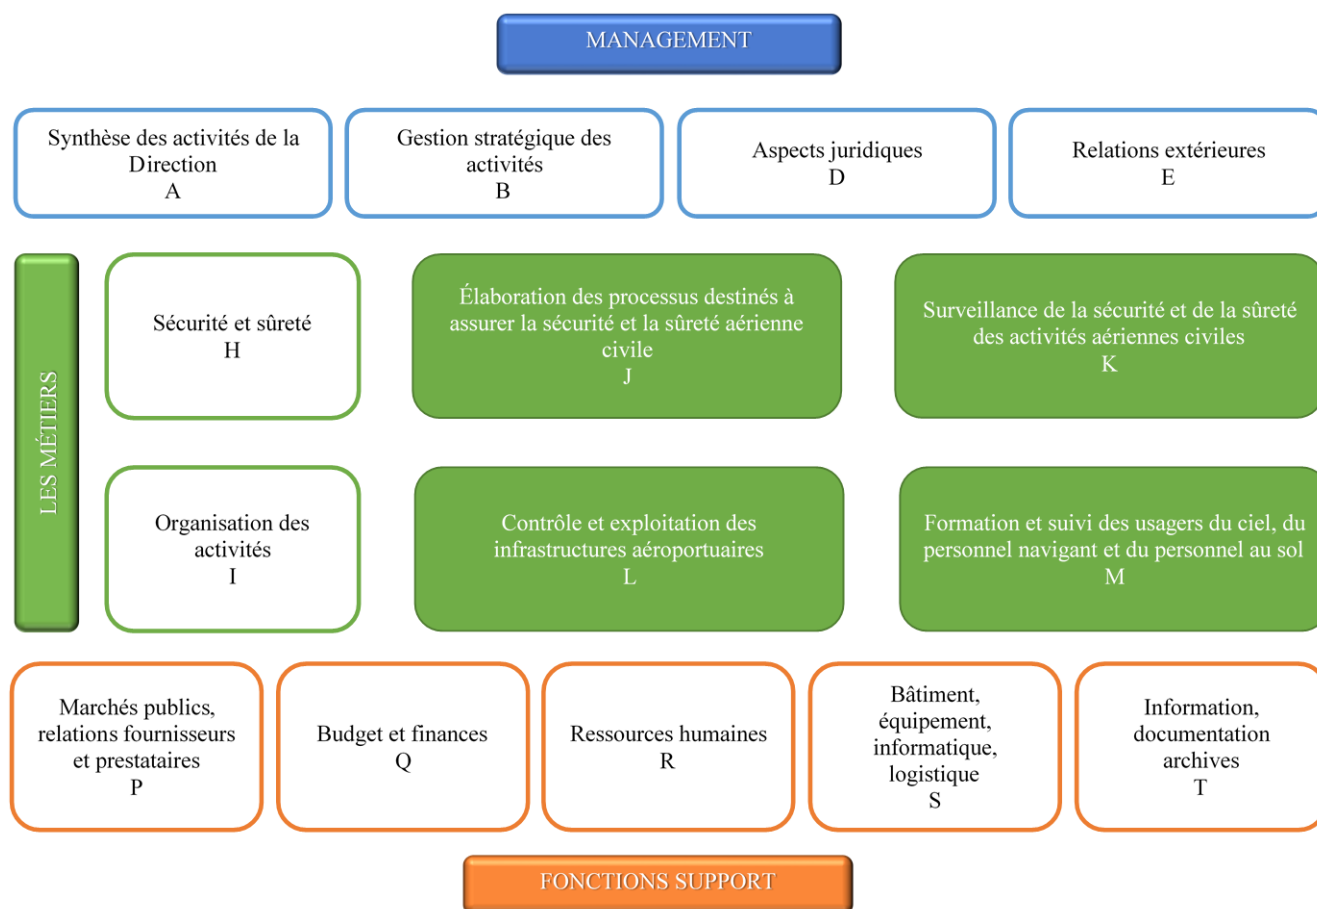 MANAGEMENT
Synthèse des activités de la
Direction
A
Gestion stratégique des
activités
B
Aspects juridiques
D
Relations extérieures
E
LES MÉTIERS
Sécurité et sûreté
H
Élaboration des processus destinés à
assurer la sécurité et la sûreté aérienne
civile
J
Surveillance de la sécurité et de la sûreté
des activités aériennes civiles
K
Organisation des
activités
I
Contrôle et exploitation des
infrastructures aéroportuaires
L
Formation et suivi des usagers du ciel, du
personnel navigant et du personnel au sol
M
Marchés publics,
relations fournisseurs
et prestataires
P
Budget et finances
Q
Ressources humaines
R
Bâtiment,
équipement,
informatique,
logistique
S
Information,
documentation
archives
T
FONCTIONS SUPPORT